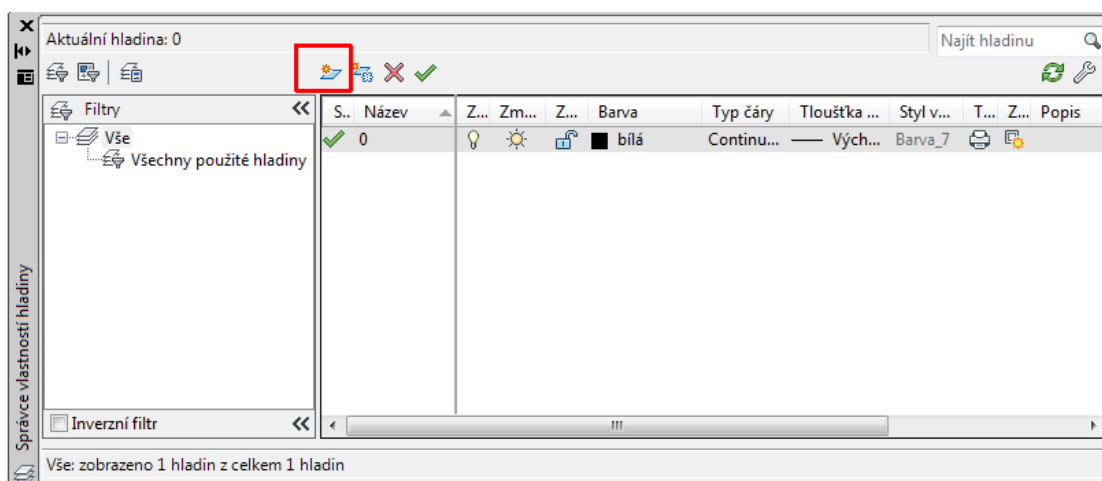 Aktuální hladina: 0
Najít hladinu
Filtry
S.. Název Z... Zm... Z... Barva Typ čáry Tloušťka ... Styl v... T... Z... Popis
Vše
0 bílá Continu... Vých... Barva_7
Všechny použité hladiny
Správce vlastností hladiny
Inverzní filtr
Vše: zobrazeno 1 hladin z celkem 1 hladin